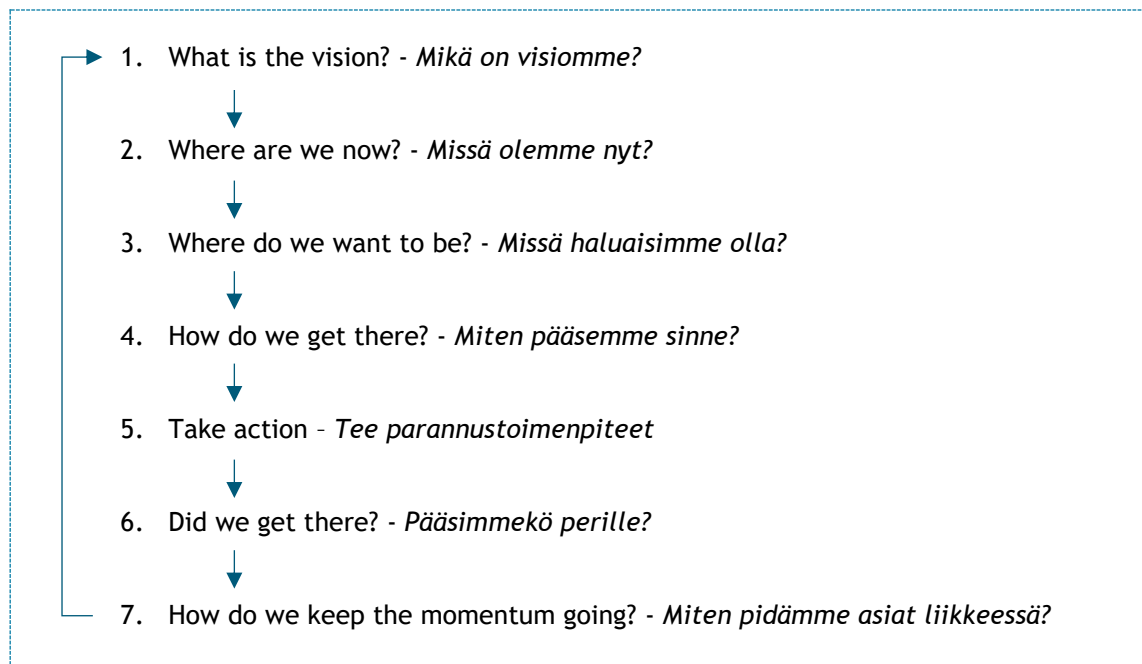 1. What is the vision? - Mikä on visiomme?
2. Where are we now? - Missä olemme nyt?
3. Where do we want to be? - Missä haluaisimme olla?
4. How do we get there? - Miten pääsemme sinne?
5. Take action – Tee parannustoimenpiteet
6. Did we get there? - Pääsimmekö perille?
7. How do we keep the momentum going? - Miten pidämme asiat liikkeessä?